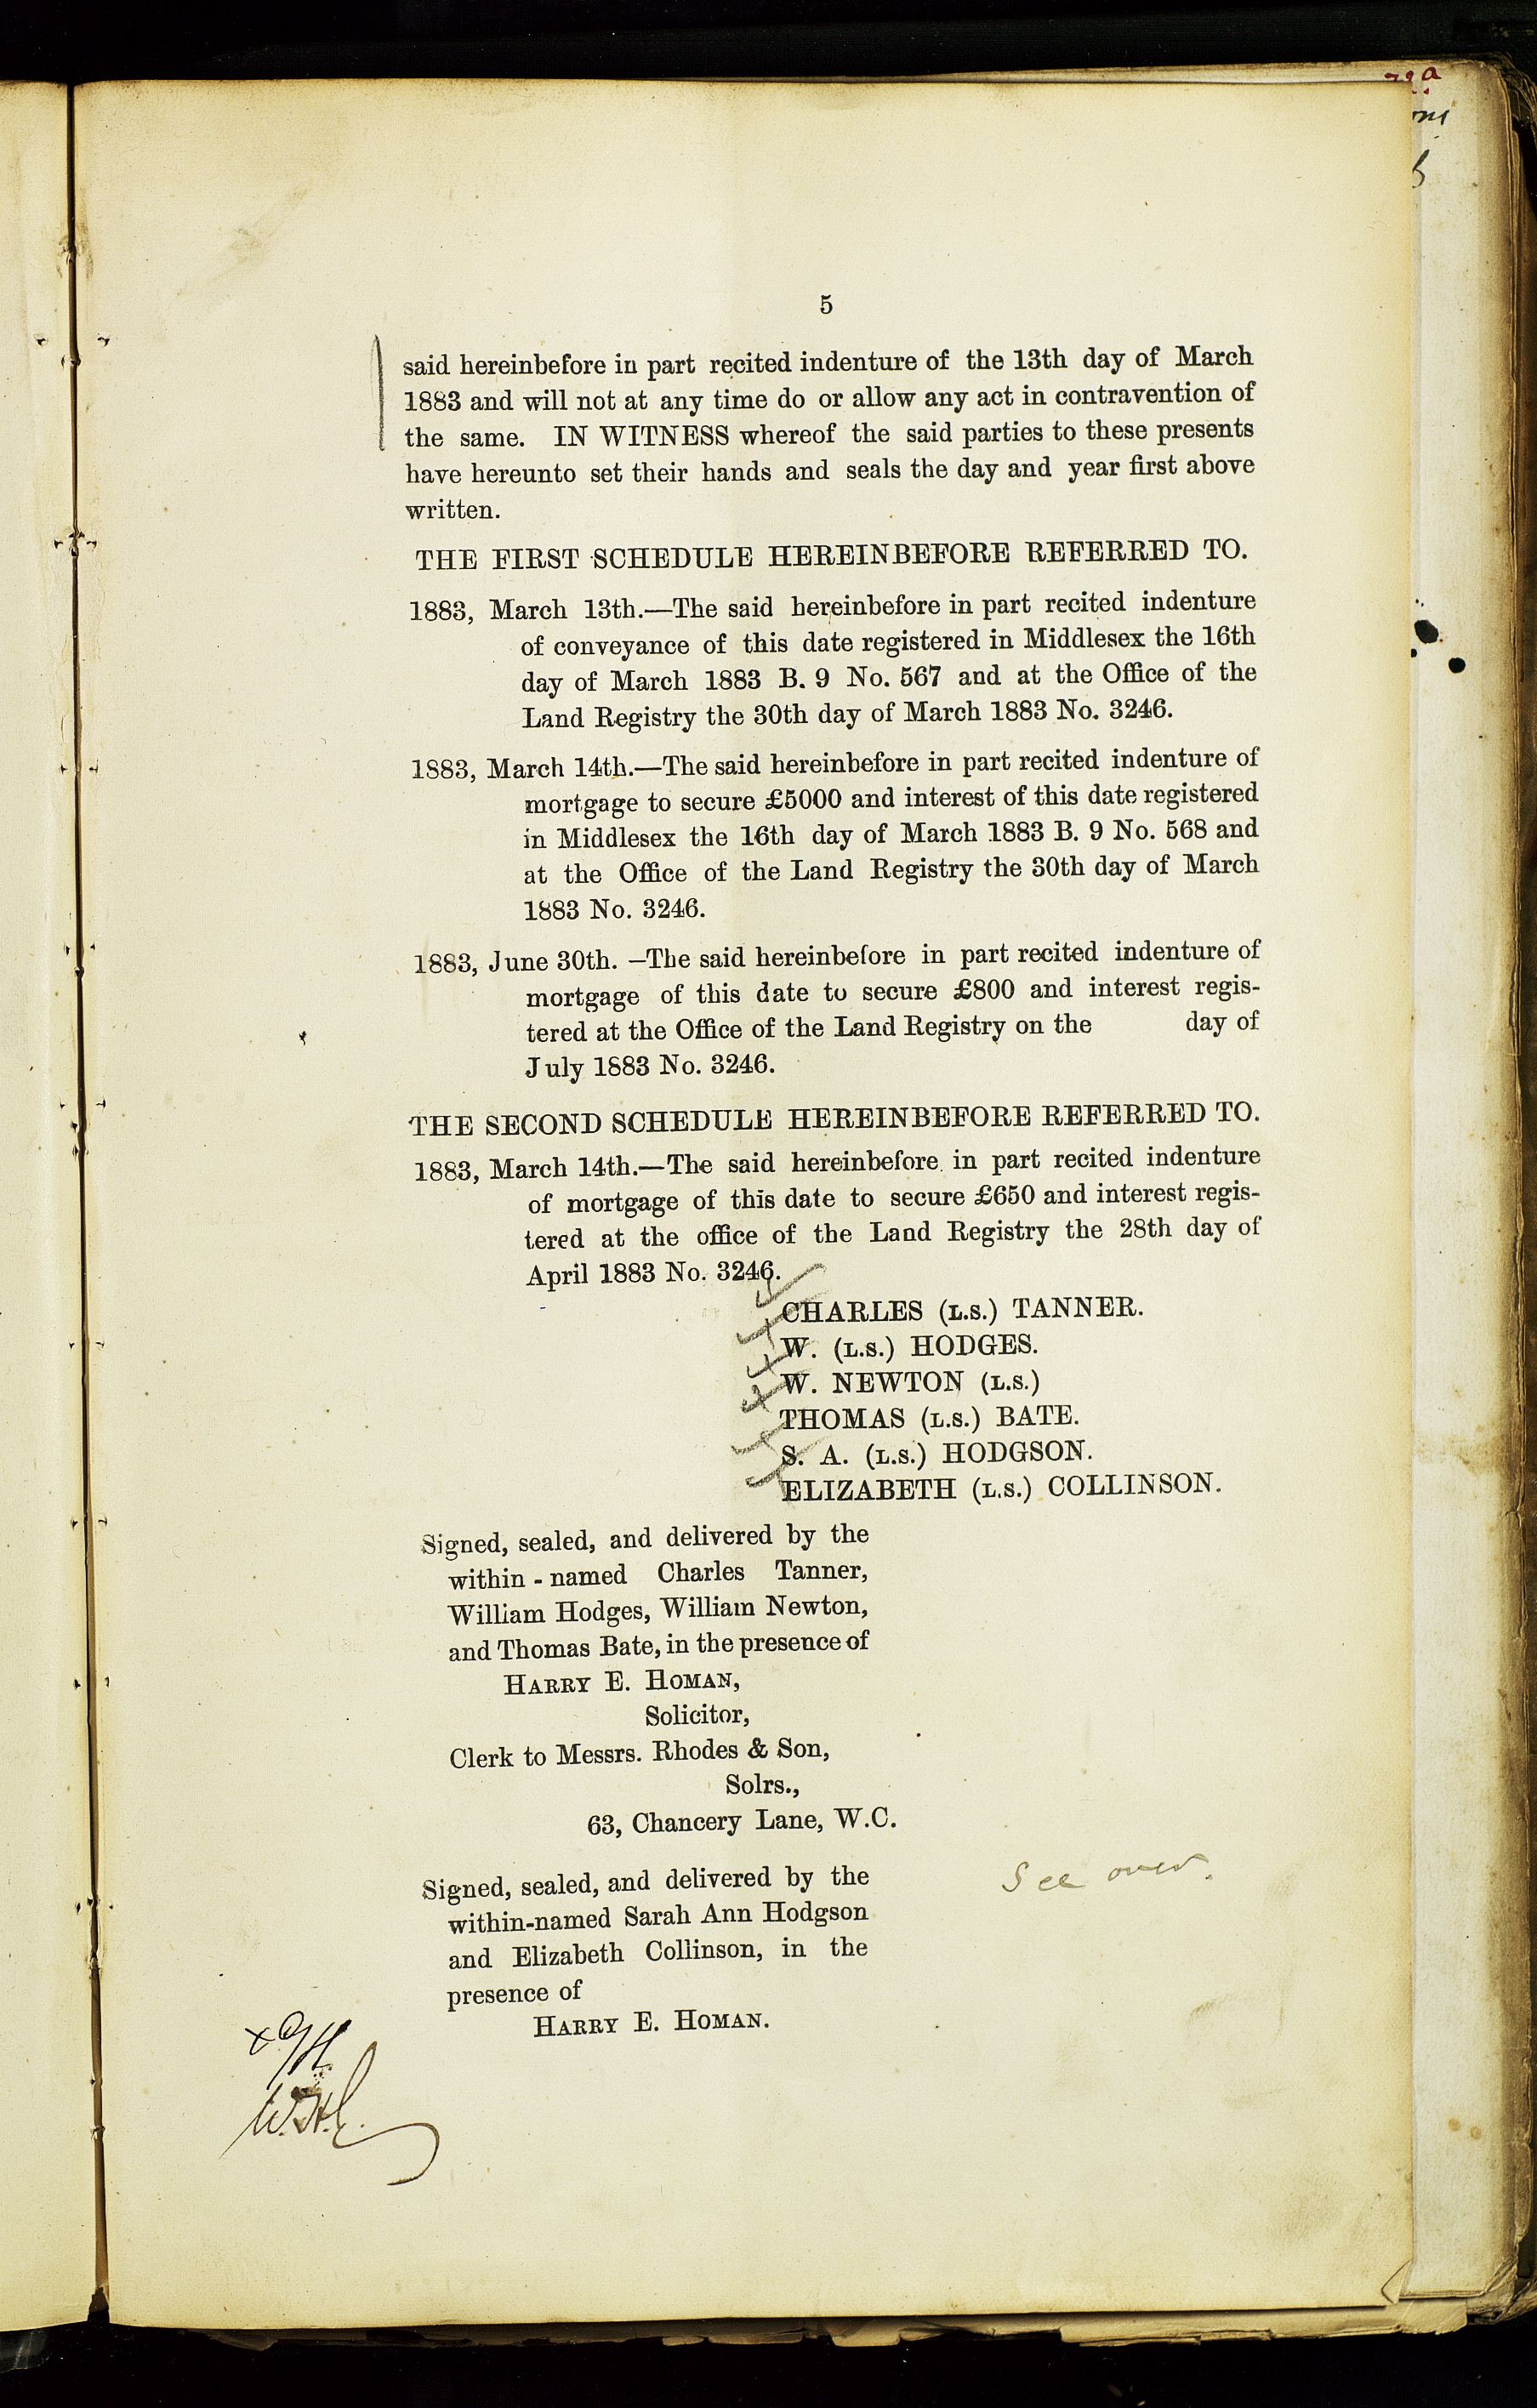 5
said hereinbefore in part recited indenture of the 13th day of March
1883 and will not at any time do or allow any act in contravention of
the same. IN WITNESS whereof the said parties to these presents
have hereunto set their hands and seals the day and year first above
written.
THE FIRST SCHEDULE HEREINBEFORE REFERRED TO.
1883, March 13th.—The said hereinbefore in part recited indenture
of conveyance of this date registered in Middlesex the 16th
day of March 1883 B. 9 No. 567 and at the Office of the
Land Registry the 30th day of March 1883 No. 3246.
1883, March 14th.—The said hereinbefore in part recited indenture of
mortgage to secure £5000 and interest of this date registered
in Middlesex the 16th day of March 1883 B. 9 No. 568 and
at the Office of the Land Registry the 30th day of March
1883 No. 3246.
1883, June 30th. —The said hereinbefore in part recited indenture of
mortgage of this date to secure £800 and interest regis-
tered at the Office of the Land Registry on the day of
July 1883 No. 3246.
THE SECOND SCHEDULE HEREINBEFORE REFERRED TO.
1883, March 14th.—The said hereinbefore in part recited indenture
of mortgage of this date to secure £650 and interest regis-
tered at the office of the Land Registry the 28th day of
April 1883 No. 3246.
CHARLES (L.S.) TANNER.
W. (L.S.) HODGES.
W. NEWTON (L.S.)
THOMAS (L.S.) BATE.
S. A. (L.S.) HODGSON.
ELIZABETH (L.S.) COLLINSON.
Signed, sealed, and delivered by the
within-named Charles Tanner,
William Hodges, William Newton,
and Thomas Bate, in the presence of
HARRY E. HOMAN,
Solicitor,
Clerk to Messrs. Rhodes & Son,
Solrs.,
63, Chancery Lane, W.C.
Signed, sealed, and delivered by the
within-named Sarah Ann Hodgson
and Elizabeth Collinson, in the
presence of
HARRY E. HOMAN.
See over.